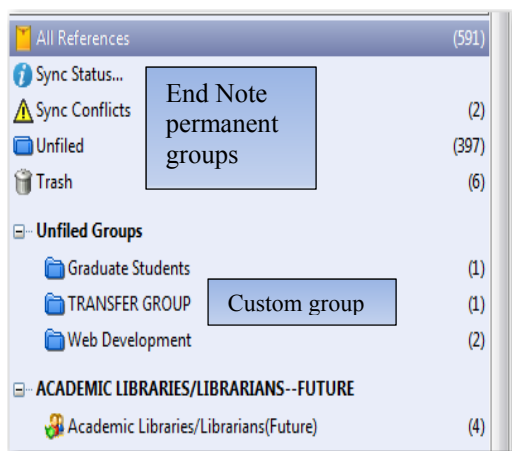 All References (591)
Sync Status...
Sync Conflicts (2)
Unfiled (397)
Trash (6)
End Note
permanent
groups
Unfiled Groups
Graduate Students (1)
TRANSFER GROUP (1)
Custom group
Web Development (2)
ACADEMIC LIBRARIES/LIBRARIANS--FUTURE
Academic Libraries/Librarians(Future) (4)